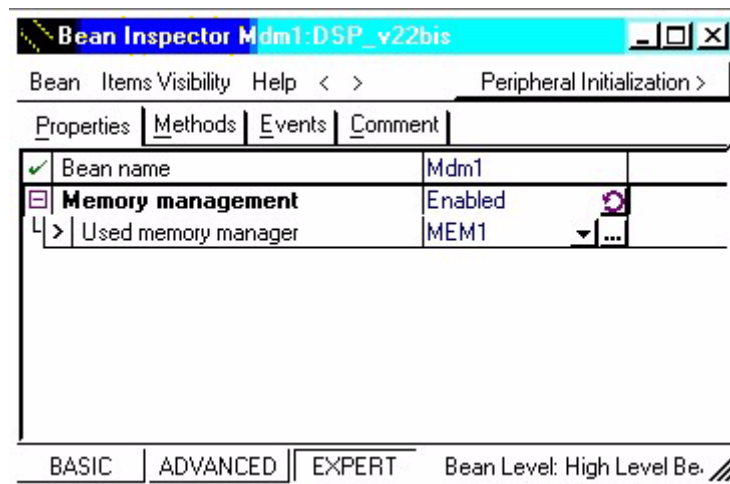 Bean Inspector Mdm1:DSP_v22bis
Bean Items Visibility Help < > Peripheral Initialization >
Properties Methods Events Comment
Bean name Mdm1
Memory management Enabled
> Used memory manager MEM1 ...
BASIC ADVANCED EXPERT Bean Level: High Level Be.